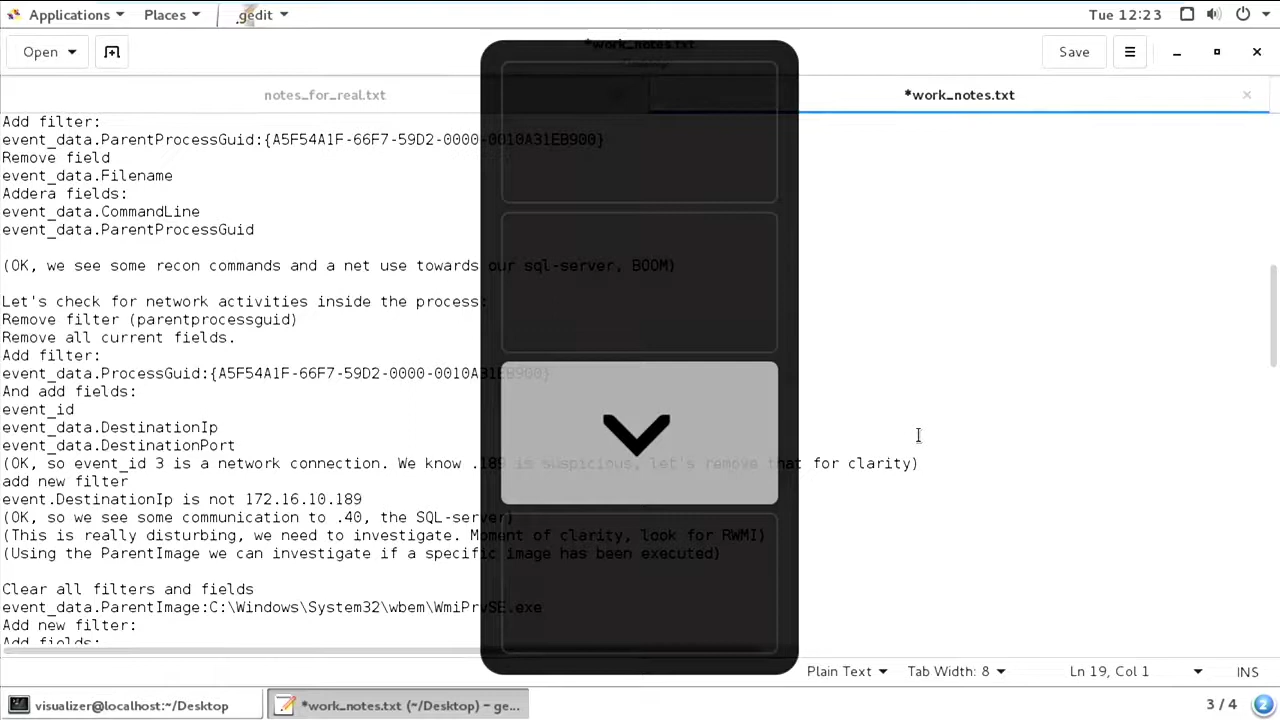 Applications Places gedit Tue 12:23
Open *work_notes.txt Save
notes_for_real.txt *work_notes.txt
Add filter:
event_data.ParentProcessGuid:{A5F54A1F-66F7-59D2-0000-0010A31EB900}
Remove field
event_data.Filename
Addera fields:
event_data.CommandLine
event_data.ParentProcessGuid
(OK, we see some recon commands and a net use towards our sql-server, BOOM)
Let's check for network activities inside the process:
Remove filter (parentprocessguid)
Remove all current fields.
Add filter:
event_data.ProcessGuid:{A5F54A1F-66F7-59D2-0000-0010A31EB900}
And add fields:
event_id
event_data.DestinationIp
event_data.DestinationPort
(OK, so event_id 3 is a network connection. We know .189 is suspicious, let's remove that for clarity)
add new filter
event.DestinationIp is not 172.16.10.189
(OK, so we see some communication to .40, the SQL-server)
(This is really disturbing, we need to investigate. Moment of clarity, look for RWMI)
(Using the ParentImage we can investigate if a specific image has been executed)
Clear all filters and fields
event_data.ParentImage:C:\Windows\System32\wbem\WmiPrvSE.exe
Add new filter:
Add fields:
Plain Text Tab Width: 8 Ln 19, Col 1 INS
visualizer@localhost:~/Desktop *work_notes.txt (~/Desktop) – ge... 3 / 4 2